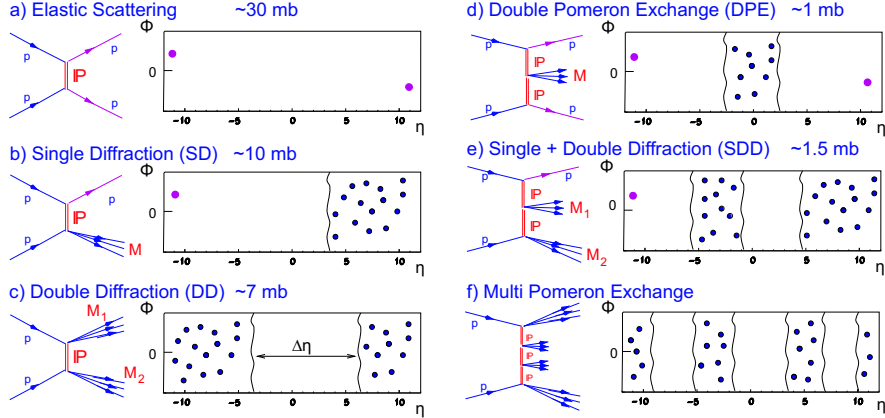 a) Elastic Scattering ~30 mb
Φ
0
p
p
p
p
IP
-10 -5 0 5 10 η
b) Single Diffraction (SD) ~10 mb
Φ
0
p
p
p
IP
M
-10 -5 0 5 10 η
c) Double Diffraction (DD) ~7 mb
Φ
0
p
p
M1
IP
M2
Δη
-10 -5 0 5 10 η
d) Double Pomeron Exchange (DPE) ~1 mb
Φ
0
p
p
p
p
IP
M
IP
-10 -5 0 5 10 η
e) Single + Double Diffraction (SDD) ~1.5 mb
Φ
0
p
p
p
IP
M1
IP
M2
-10 -5 0 5 10 η
f) Multi Pomeron Exchange
Φ
0
p
p
IP
IP
IP
-10 -5 0 5 10 η